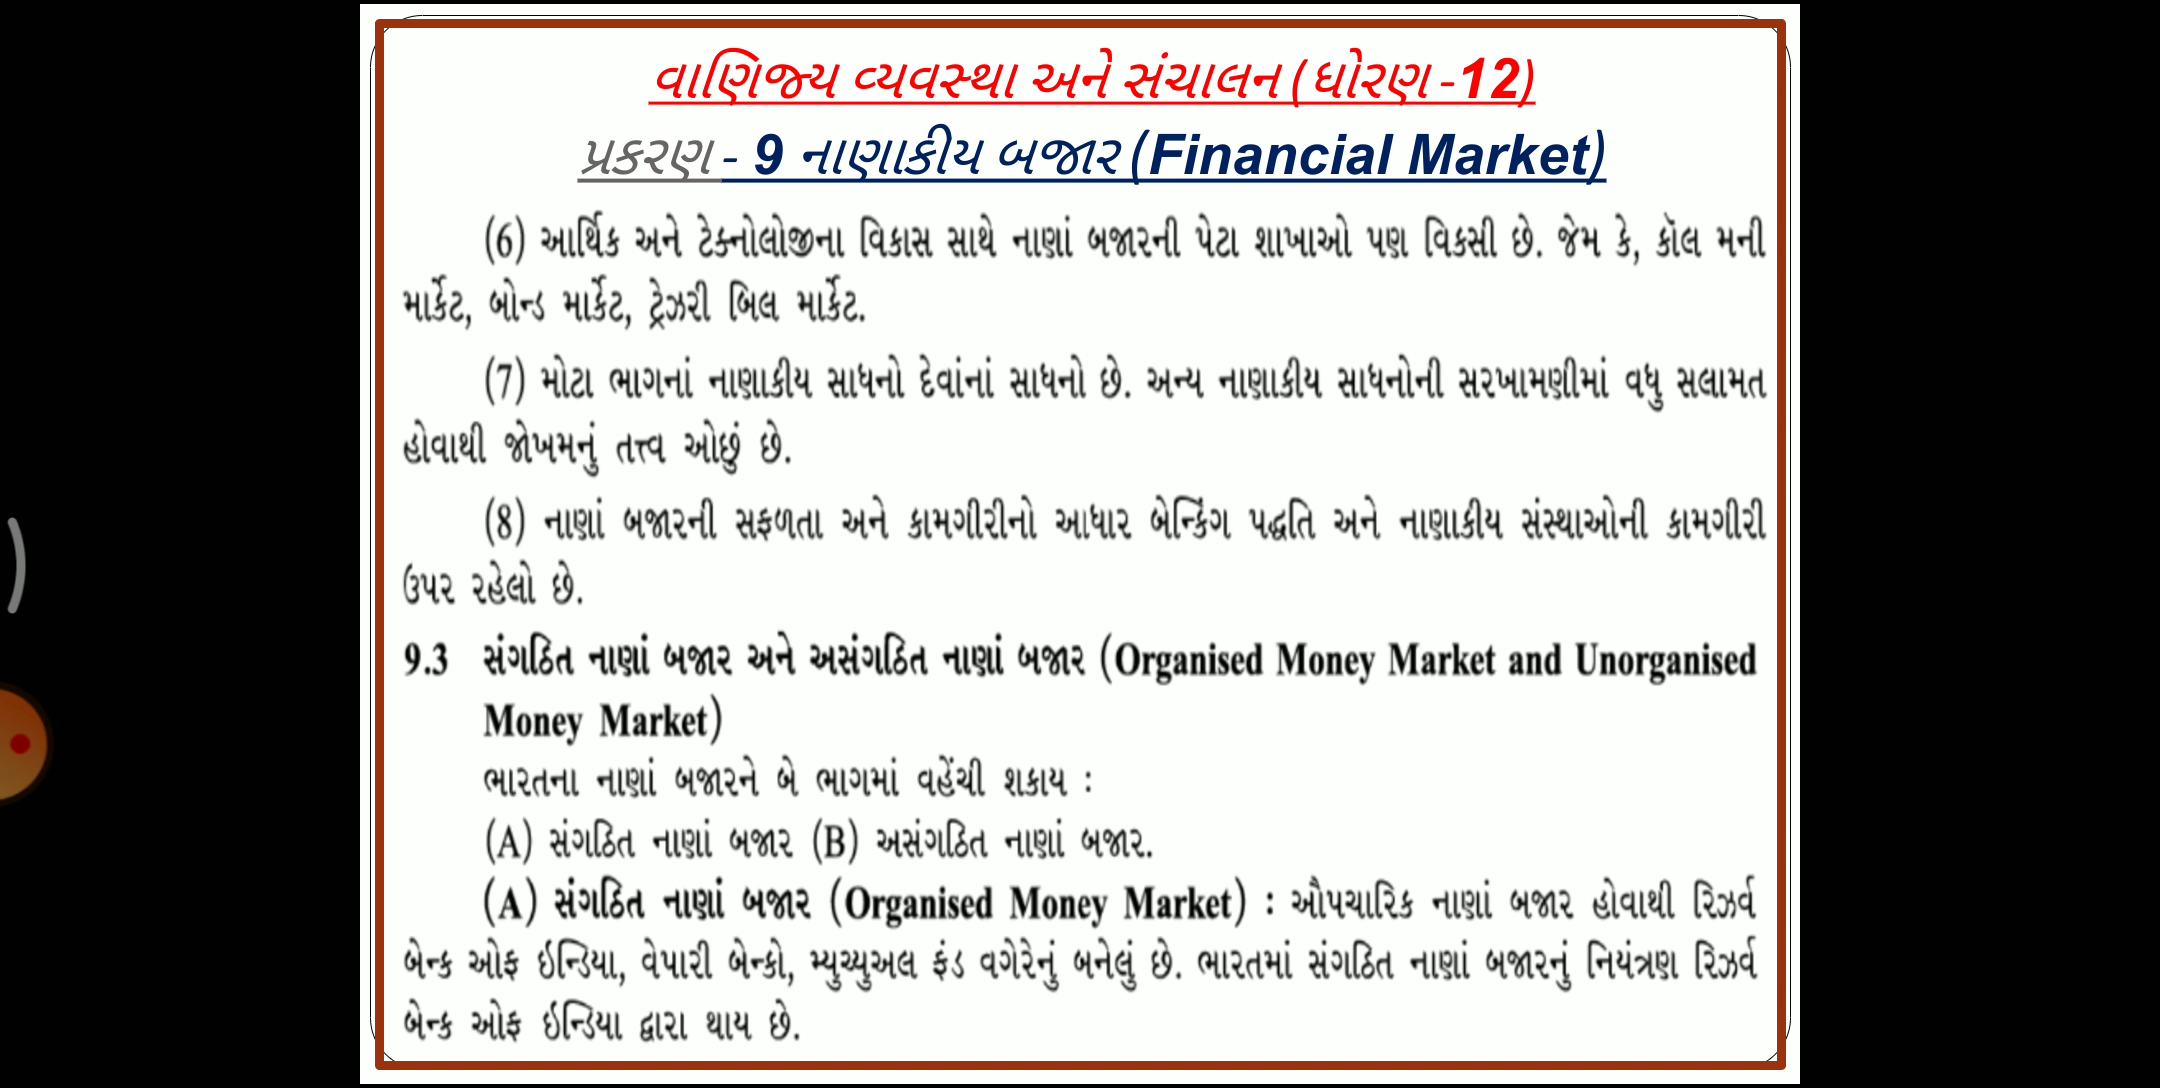 વાણિજ્ય વ્યવસ્થા અને સંચાલન (ધોરણ -12)
પ્રકરણ - 9 નાણાકીય બજાર (Financial Market)
(6) આર્થિક અને ટેક્નોલોજીના વિકાસ સાથે નાણાં બજારની પેટા શાખાઓ પણ વિકસી છે. જેમ કે, કૉલ મની
માર્કેટ, બોન્ડ માર્કેટ, ટ્રેઝરી બિલ માર્કેટ.
(7) મોટા ભાગનાં નાણાકીય સાધનો દેવાંનાં સાધનો છે. અન્ય નાણાકીય સાધનોની સરખામણીમાં વધુ સલામત
હોવાથી જોખમનું તત્ત્વ ઓછું છે.
(8) નાણાં બજારની સફળતા અને કામગીરીનો આધાર બેન્કિંગ પદ્ધતિ અને નાણાકીય સંસ્થાઓની કામગીરી
ઉપર રહેલો છે.
9.3 સંગઠિત નાણાં બજાર અને અસંગઠિત નાણાં બજાર (Organised Money Market and Unorganised
Money Market)
ભારતના નાણાં બજારને બે ભાગમાં વહેંચી શકાય :
(A) સંગઠિત નાણાં બજાર (B) અસંગઠિત નાણાં બજાર.
(A) સંગઠિત નાણાં બજાર (Organised Money Market) : ઔપચારિક નાણાં બજાર હોવાથી રિઝર્વ
બેન્ક ઓફ ઇન્ડિયા, વેપારી બેન્કો, મ્યુચ્યુઅલ ફંડ વગેરેનું બનેલું છે. ભારતમાં સંગઠિત નાણાં બજારનું નિયંત્રણ રિઝર્વ
બેન્ક ઓફ ઇન્ડિયા દ્વારા થાય છે.